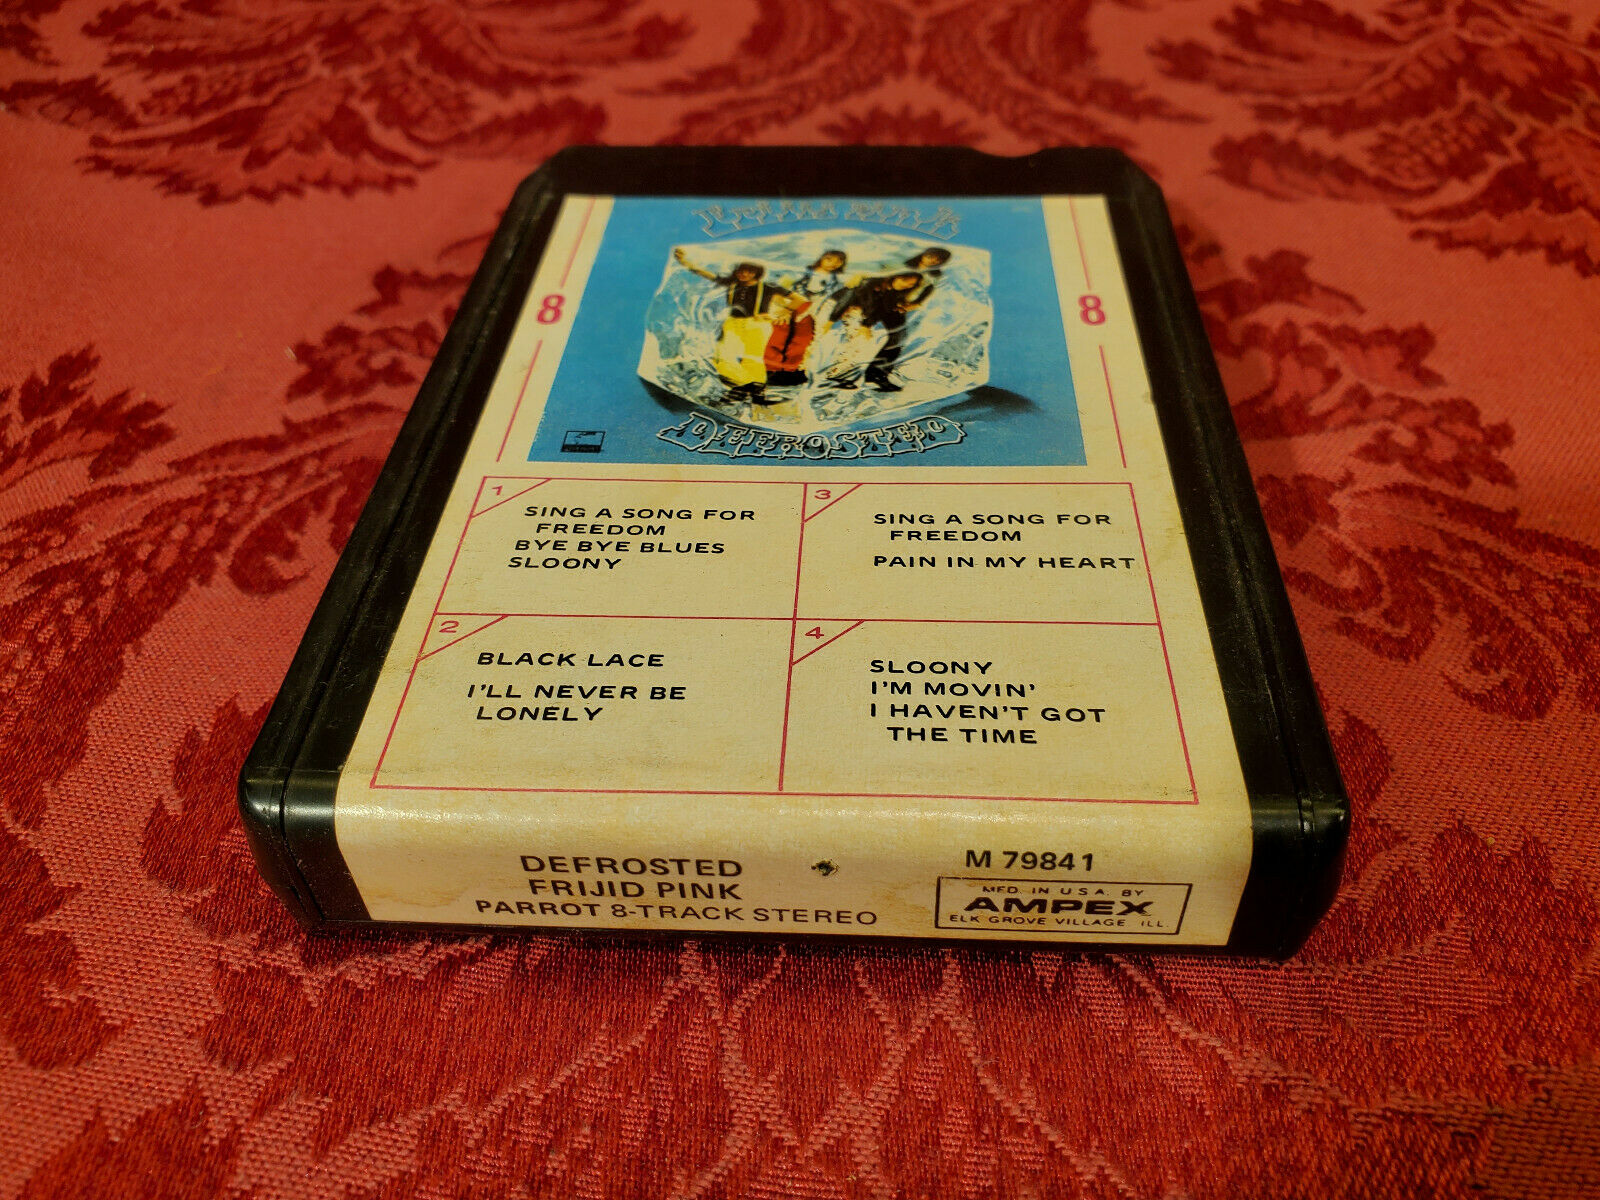 FRIJID PINK
8
8
DEFROSTED
1
SING A SONG FOR
FREEDOM
BYE BYE BLUES
SLOONY
3
SING A SONG FOR
FREEDOM
PAIN IN MY HEART
2
BLACK LACE
I'LL NEVER BE
LONELY
4
SLOONY
I'M MOVIN'
I HAVEN'T GOT
THE TIME
DEFROSTED
FRIJID PINK
PARROT 8-TRACK STEREO
M 79841
MFD. IN U.S.A. BY
AMPEX
ELK GROVE VILLAGE ILL.